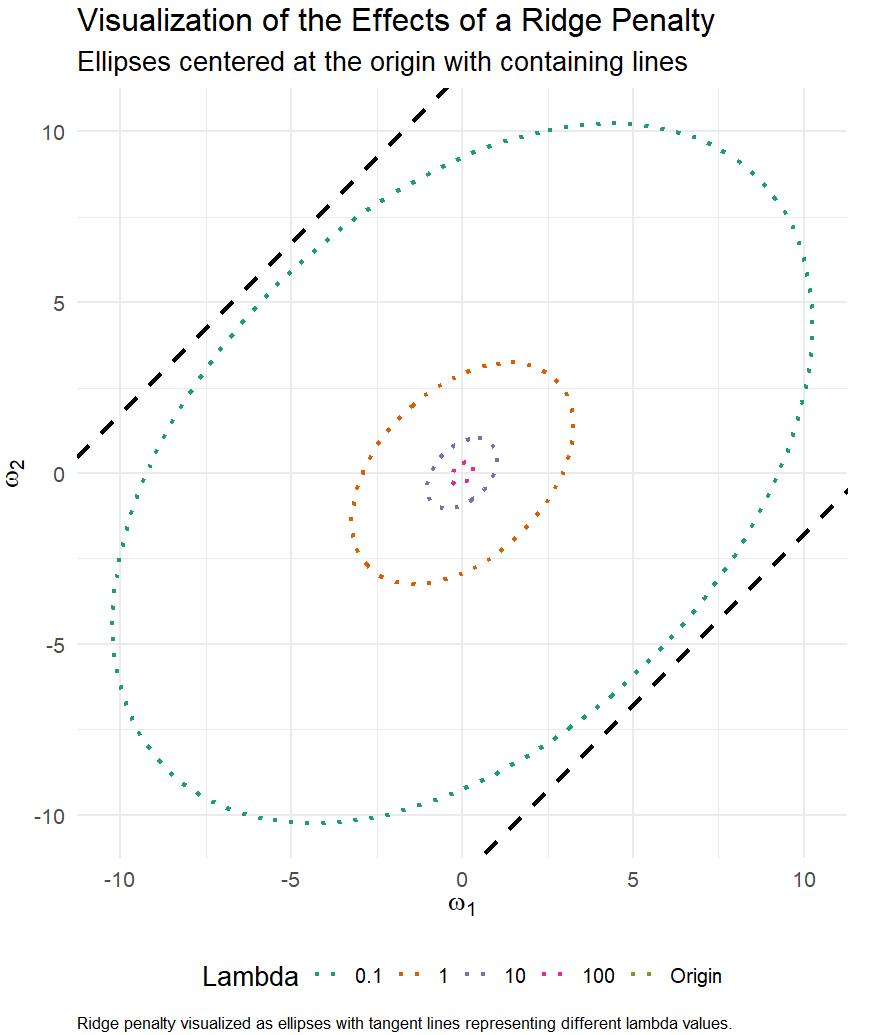 Visualization of the Effects of a Ridge Penalty
Ellipses centered at the origin with containing lines
10
5
0
-5
-10
ω2
-10 -5 0 5 10
ω1
Lambda 0.1 1 10 100 Origin
Ridge penalty visualized as ellipses with tangent lines representing different lambda values.